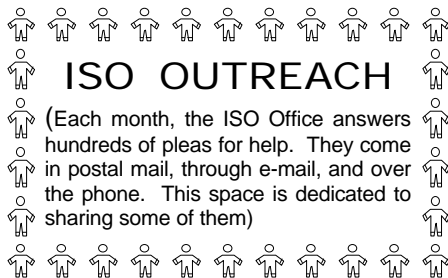 ISO OUTREACH
(Each month, the ISO Office answers
hundreds of pleas for help. They come
in postal mail, through e-mail, and over
the phone. This space is dedicated to
sharing some of them)